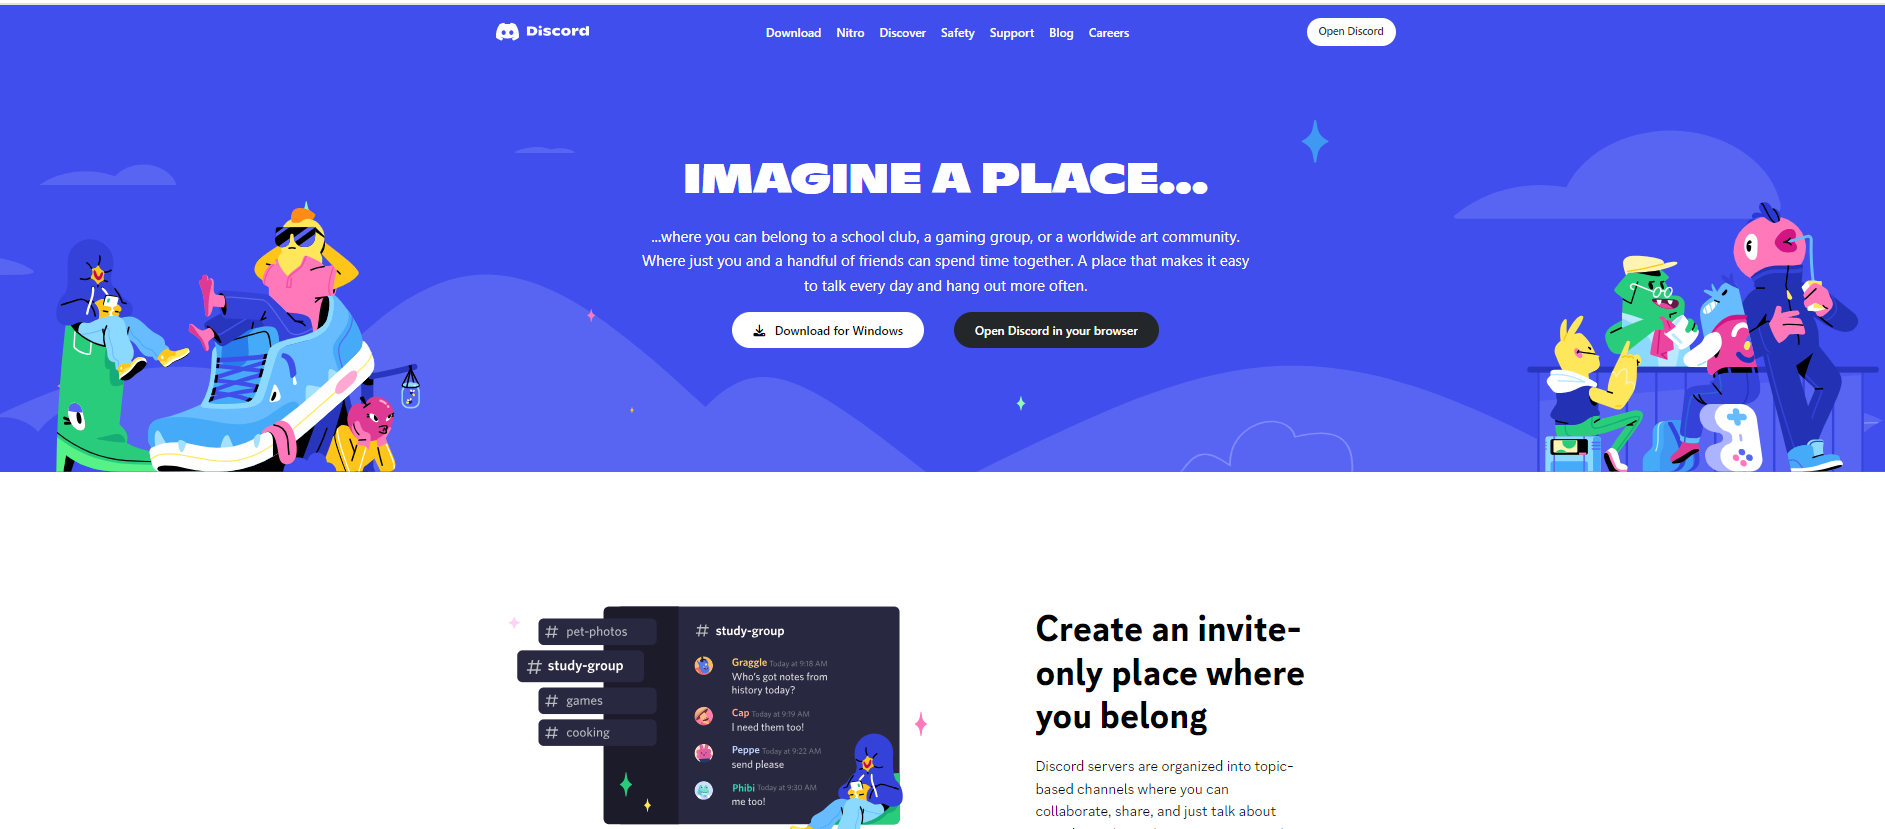 Discord
Download Nitro Discover Safety Support Blog Careers
Open Discord
IMAGINE A PLACE...
...where you can belong to a school club, a gaming group, or a worldwide art community.
Where just you and a handful of friends can spend time together. A place that makes it easy
to talk every day and hang out more often.
Download for Windows
Open Discord in your browser
# pet-photos
# study-group
# games
# cooking
# study-group
Graggle Today at 9:18 AM
Who's got notes from
history today?
Cap Today at 9:19 AM
I need them too!
Peppe Today at 9:22 AM
send please
Phibi Today at 9:30 AM
me too!
Create an invite-
only place where
you belong
Discord servers are organized into topic-
based channels where you can
collaborate, share, and just talk about